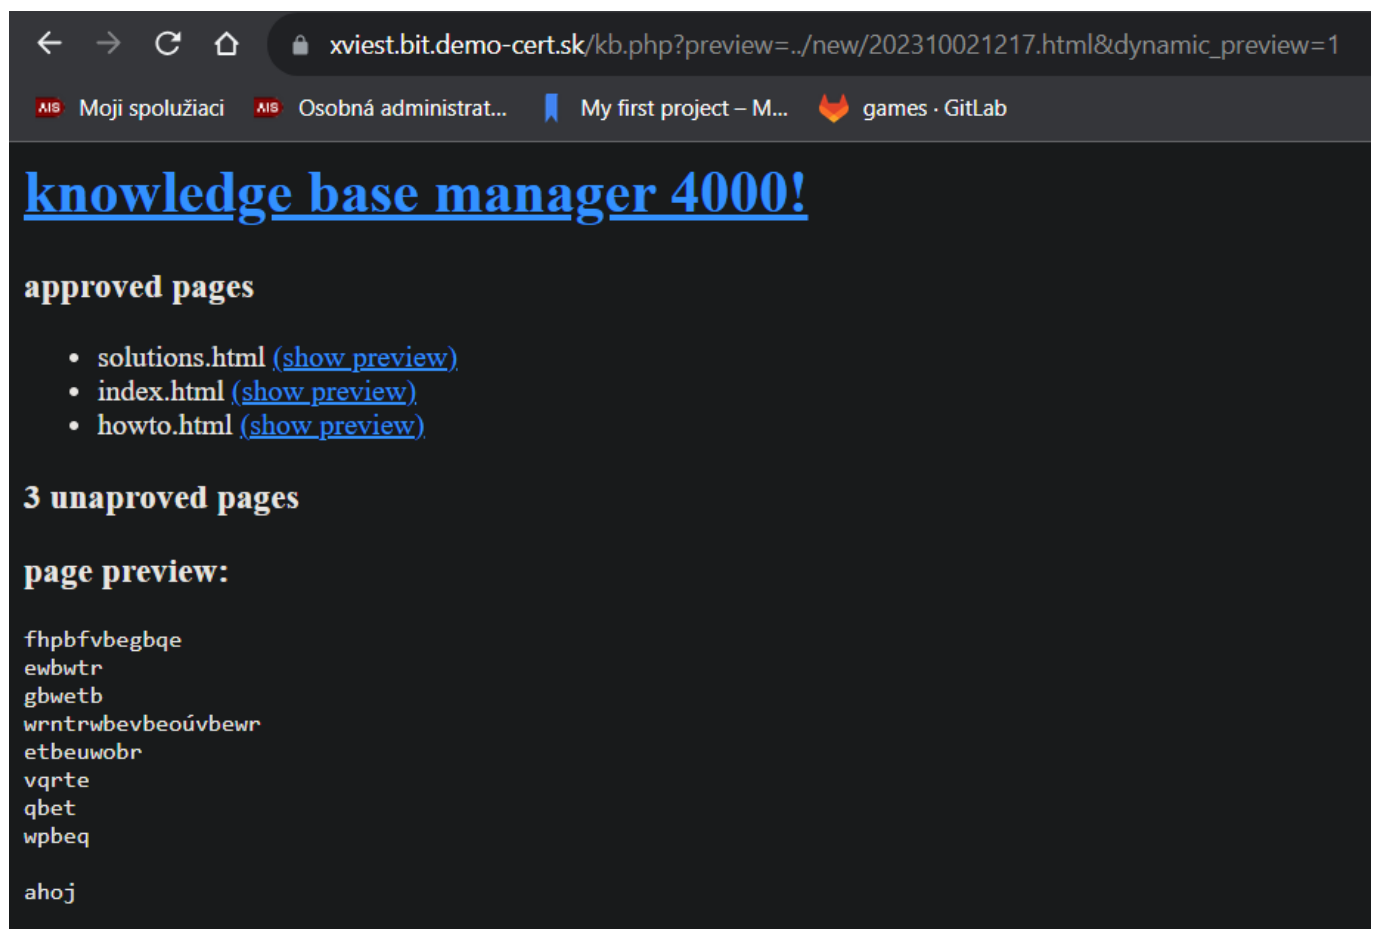 xviest.bit.demo-cert.sk/kb.php?preview=../new/202310021217.html&dynamic_preview=1
AIS Moji spolužiaci AIS Osobná administrat... My first project – M... games · GitLab
knowledge base manager 4000!
approved pages
• solutions.html (show preview)
• index.html (show preview)
• howto.html (show preview)
3 unaproved pages
page preview:
fhpbfvbegbqe
ewbwtr
gbwetb
wrntrwbevbeoúvbewr
etbeuwobr
vqrte
qbet
wpbeq
ahoj